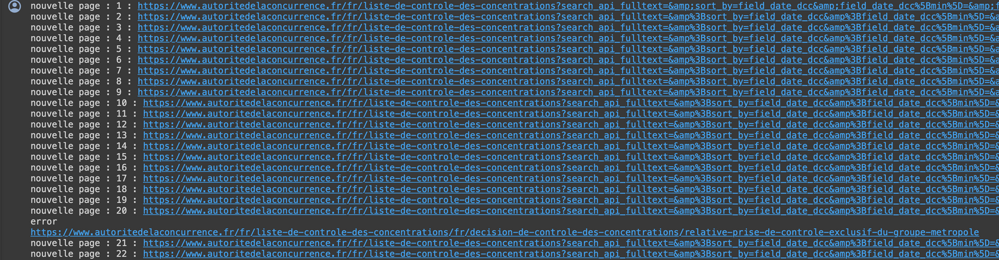 nouvelle page : 1 : https://www.autoritedelaconcurrence.fr/fr/liste-de-controle-des-concentrations?search_api_fulltext=&amp;sort_by=field_date_dcc&amp;field_date_dcc%5Bmin%5D=&amp;f
nouvelle page : 2 : https://www.autoritedelaconcurrence.fr/fr/liste-de-controle-des-concentrations?search_api_fulltext=&amp%3Bsort_by=field_date_dcc&amp%3Bfield_date_dcc%5Bmin%5D=&a
nouvelle page : 3 : https://www.autoritedelaconcurrence.fr/fr/liste-de-controle-des-concentrations?search_api_fulltext=&amp%3Bsort_by=field_date_dcc&amp%3Bfield_date_dcc%5Bmin%5D=&a
nouvelle page : 4 : https://www.autoritedelaconcurrence.fr/fr/liste-de-controle-des-concentrations?search_api_fulltext=&amp%3Bsort_by=field_date_dcc&amp%3Bfield_date_dcc%5Bmin%5D=&a
nouvelle page : 5 : https://www.autoritedelaconcurrence.fr/fr/liste-de-controle-des-concentrations?search_api_fulltext=&amp%3Bsort_by=field_date_dcc&amp%3Bfield_date_dcc%5Bmin%5D=&a
nouvelle page : 6 : https://www.autoritedelaconcurrence.fr/fr/liste-de-controle-des-concentrations?search_api_fulltext=&amp%3Bsort_by=field_date_dcc&amp%3Bfield_date_dcc%5Bmin%5D=&a
nouvelle page : 7 : https://www.autoritedelaconcurrence.fr/fr/liste-de-controle-des-concentrations?search_api_fulltext=&amp%3Bsort_by=field_date_dcc&amp%3Bfield_date_dcc%5Bmin%5D=&a
nouvelle page : 8 : https://www.autoritedelaconcurrence.fr/fr/liste-de-controle-des-concentrations?search_api_fulltext=&amp%3Bsort_by=field_date_dcc&amp%3Bfield_date_dcc%5Bmin%5D=&a
nouvelle page : 9 : https://www.autoritedelaconcurrence.fr/fr/liste-de-controle-des-concentrations?search_api_fulltext=&amp%3Bsort_by=field_date_dcc&amp%3Bfield_date_dcc%5Bmin%5D=&a
nouvelle page : 10 : https://www.autoritedelaconcurrence.fr/fr/liste-de-controle-des-concentrations?search_api_fulltext=&amp%3Bsort_by=field_date_dcc&amp%3Bfield_date_dcc%5Bmin%5D=&
nouvelle page : 11 : https://www.autoritedelaconcurrence.fr/fr/liste-de-controle-des-concentrations?search_api_fulltext=&amp%3Bsort_by=field_date_dcc&amp%3Bfield_date_dcc%5Bmin%5D=&
nouvelle page : 12 : https://www.autoritedelaconcurrence.fr/fr/liste-de-controle-des-concentrations?search_api_fulltext=&amp%3Bsort_by=field_date_dcc&amp%3Bfield_date_dcc%5Bmin%5D=&
nouvelle page : 13 : https://www.autoritedelaconcurrence.fr/fr/liste-de-controle-des-concentrations?search_api_fulltext=&amp%3Bsort_by=field_date_dcc&amp%3Bfield_date_dcc%5Bmin%5D=&
nouvelle page : 14 : https://www.autoritedelaconcurrence.fr/fr/liste-de-controle-des-concentrations?search_api_fulltext=&amp%3Bsort_by=field_date_dcc&amp%3Bfield_date_dcc%5Bmin%5D=&
nouvelle page : 15 : https://www.autoritedelaconcurrence.fr/fr/liste-de-controle-des-concentrations?search_api_fulltext=&amp%3Bsort_by=field_date_dcc&amp%3Bfield_date_dcc%5Bmin%5D=&
nouvelle page : 16 : https://www.autoritedelaconcurrence.fr/fr/liste-de-controle-des-concentrations?search_api_fulltext=&amp%3Bsort_by=field_date_dcc&amp%3Bfield_date_dcc%5Bmin%5D=&
nouvelle page : 17 : https://www.autoritedelaconcurrence.fr/fr/liste-de-controle-des-concentrations?search_api_fulltext=&amp%3Bsort_by=field_date_dcc&amp%3Bfield_date_dcc%5Bmin%5D=&
nouvelle page : 18 : https://www.autoritedelaconcurrence.fr/fr/liste-de-controle-des-concentrations?search_api_fulltext=&amp%3Bsort_by=field_date_dcc&amp%3Bfield_date_dcc%5Bmin%5D=&
nouvelle page : 19 : https://www.autoritedelaconcurrence.fr/fr/liste-de-controle-des-concentrations?search_api_fulltext=&amp%3Bsort_by=field_date_dcc&amp%3Bfield_date_dcc%5Bmin%5D=&
nouvelle page : 20 : https://www.autoritedelaconcurrence.fr/fr/liste-de-controle-des-concentrations?search_api_fulltext=&amp%3Bsort_by=field_date_dcc&amp%3Bfield_date_dcc%5Bmin%5D=&
error
https://www.autoritedelaconcurrence.fr/fr/liste-de-controle-des-concentrations/fr/decision-de-controle-des-concentrations/relative-prise-de-controle-exclusif-du-groupe-metropole
nouvelle page : 21 : https://www.autoritedelaconcurrence.fr/fr/liste-de-controle-des-concentrations?search_api_fulltext=&amp%3Bsort_by=field_date_dcc&amp%3Bfield_date_dcc%5Bmin%5D=&
nouvelle page : 22 : https://www.autoritedelaconcurrence.fr/fr/liste-de-controle-des-concentrations?search_api_fulltext=&amp%3Bsort_by=field_date_dcc&amp%3Bfield_date_dcc%5Bmin%5D=&